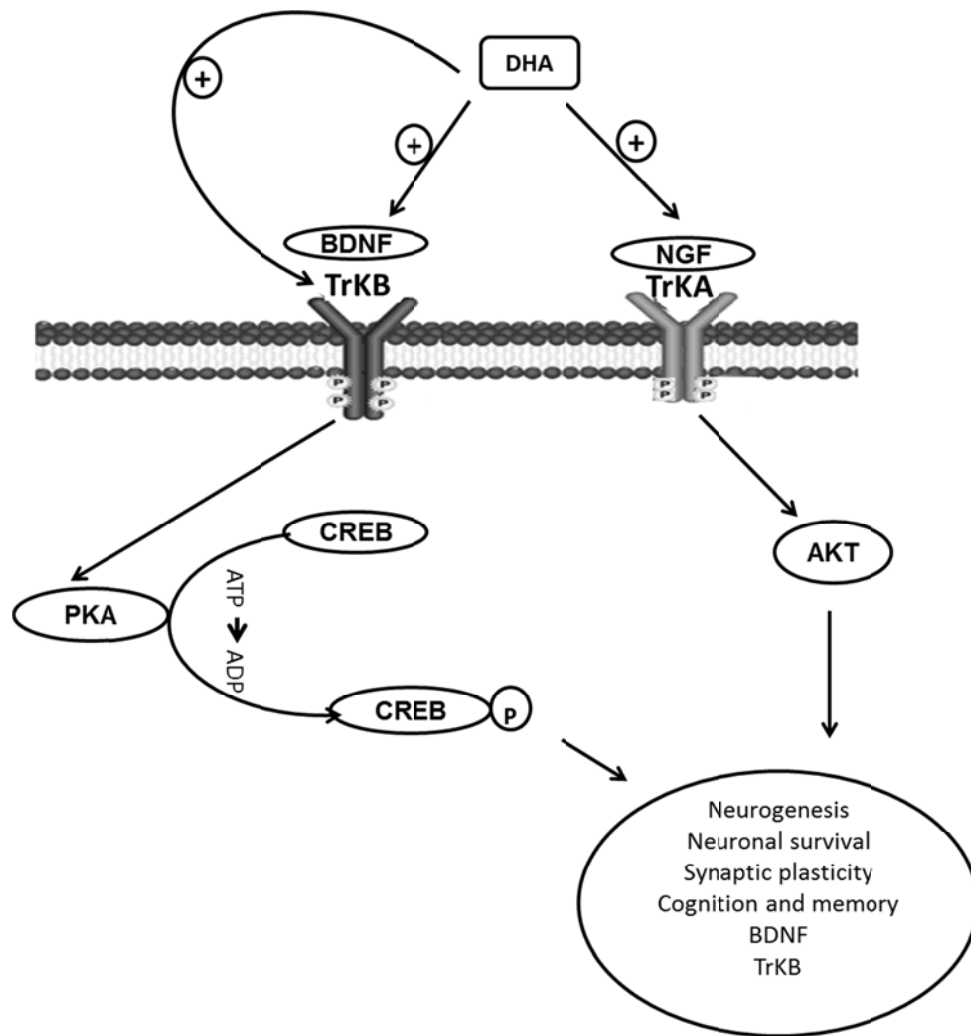 DHA
+
+
+
BDNF
NGF
TrKB
TrKA
P
P
P
P
P
P
P
P
CREB
AKT
ATP
PKA
ADP
CREB
P
Neurogenesis
Neuronal survival
Synaptic plasticity
Cognition and memory
BDNF
TrKB